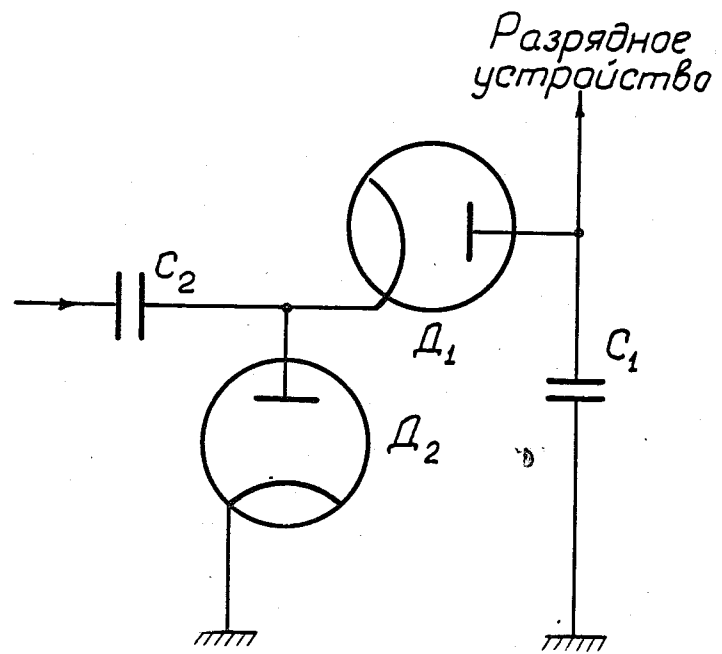 Разрядное
устройство
C₂
Д₁
C₁
Д₂